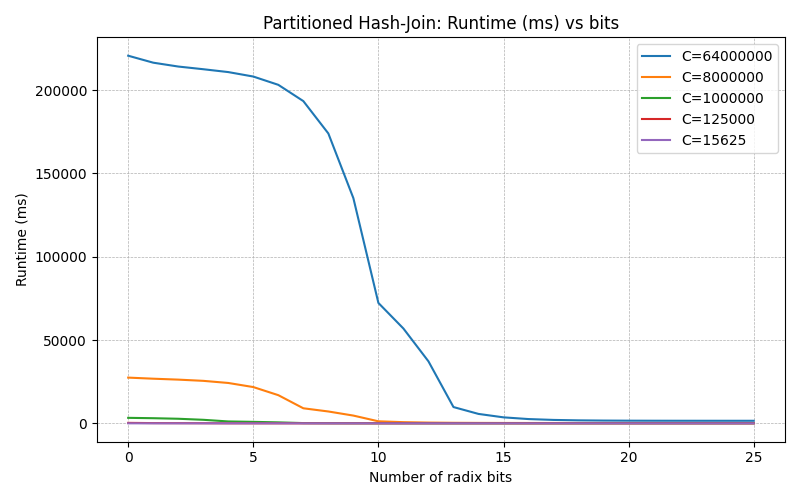 Partitioned Hash-Join: Runtime (ms) vs bits
C=64000000
C=8000000
C=1000000
C=125000
C=15625
Runtime (ms)
200000
150000
100000
50000
0
0 5 10 15 20 25
Number of radix bits